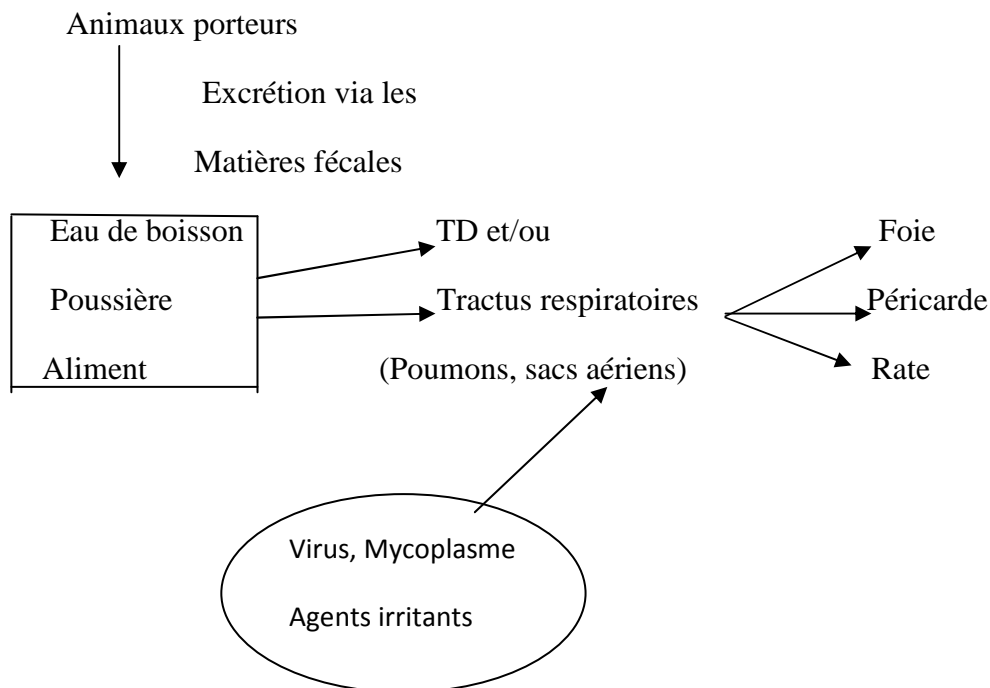 Animaux porteurs
Excrétion via les
Matières fécales
Eau de boisson
Poussière
Aliment
TD et/ou
Tractus respiratoires
(Poumons, sacs aériens)
Foie
Péricarde
Rate
Virus, Mycoplasme
Agents irritants